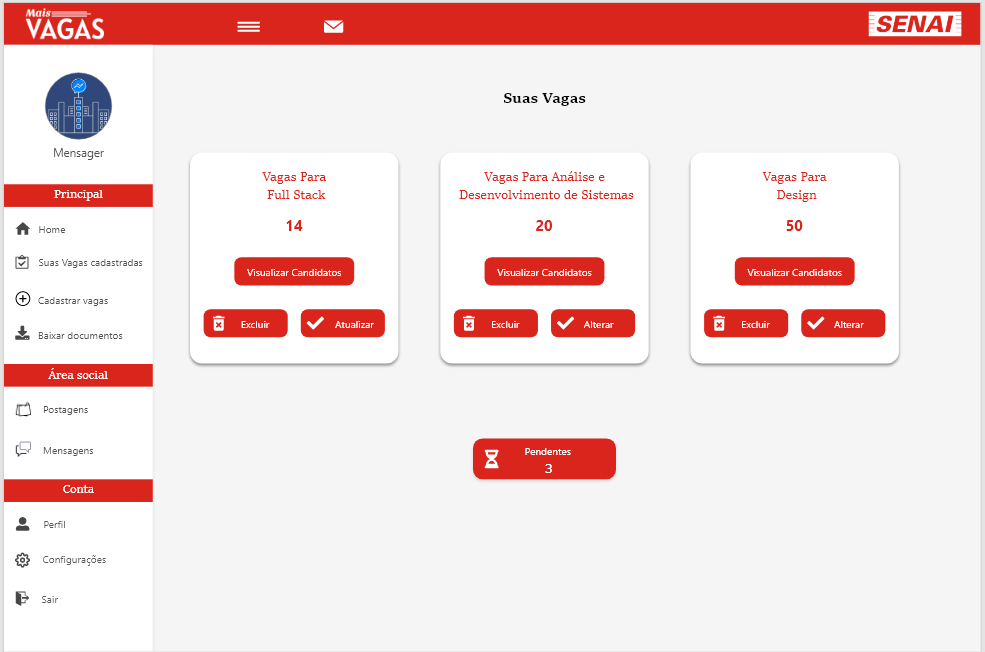 Mais
VAGAS
SENAI
Mensager
Principal
Home
Suas Vagas cadastradas
Cadastrar vagas
Baixar documentos
Área social
Postagens
Mensagens
Conta
Perfil
Configurações
Sair
Suas Vagas
Vagas Para
Full Stack
14
Visualizar Candidatos
Excluir
Atualizar
Vagas Para Análise e
Desenvolvimento de Sistemas
20
Visualizar Candidatos
Excluir
Alterar
Vagas Para
Design
50
Visualizar Candidatos
Excluir
Alterar
Pendentes
3